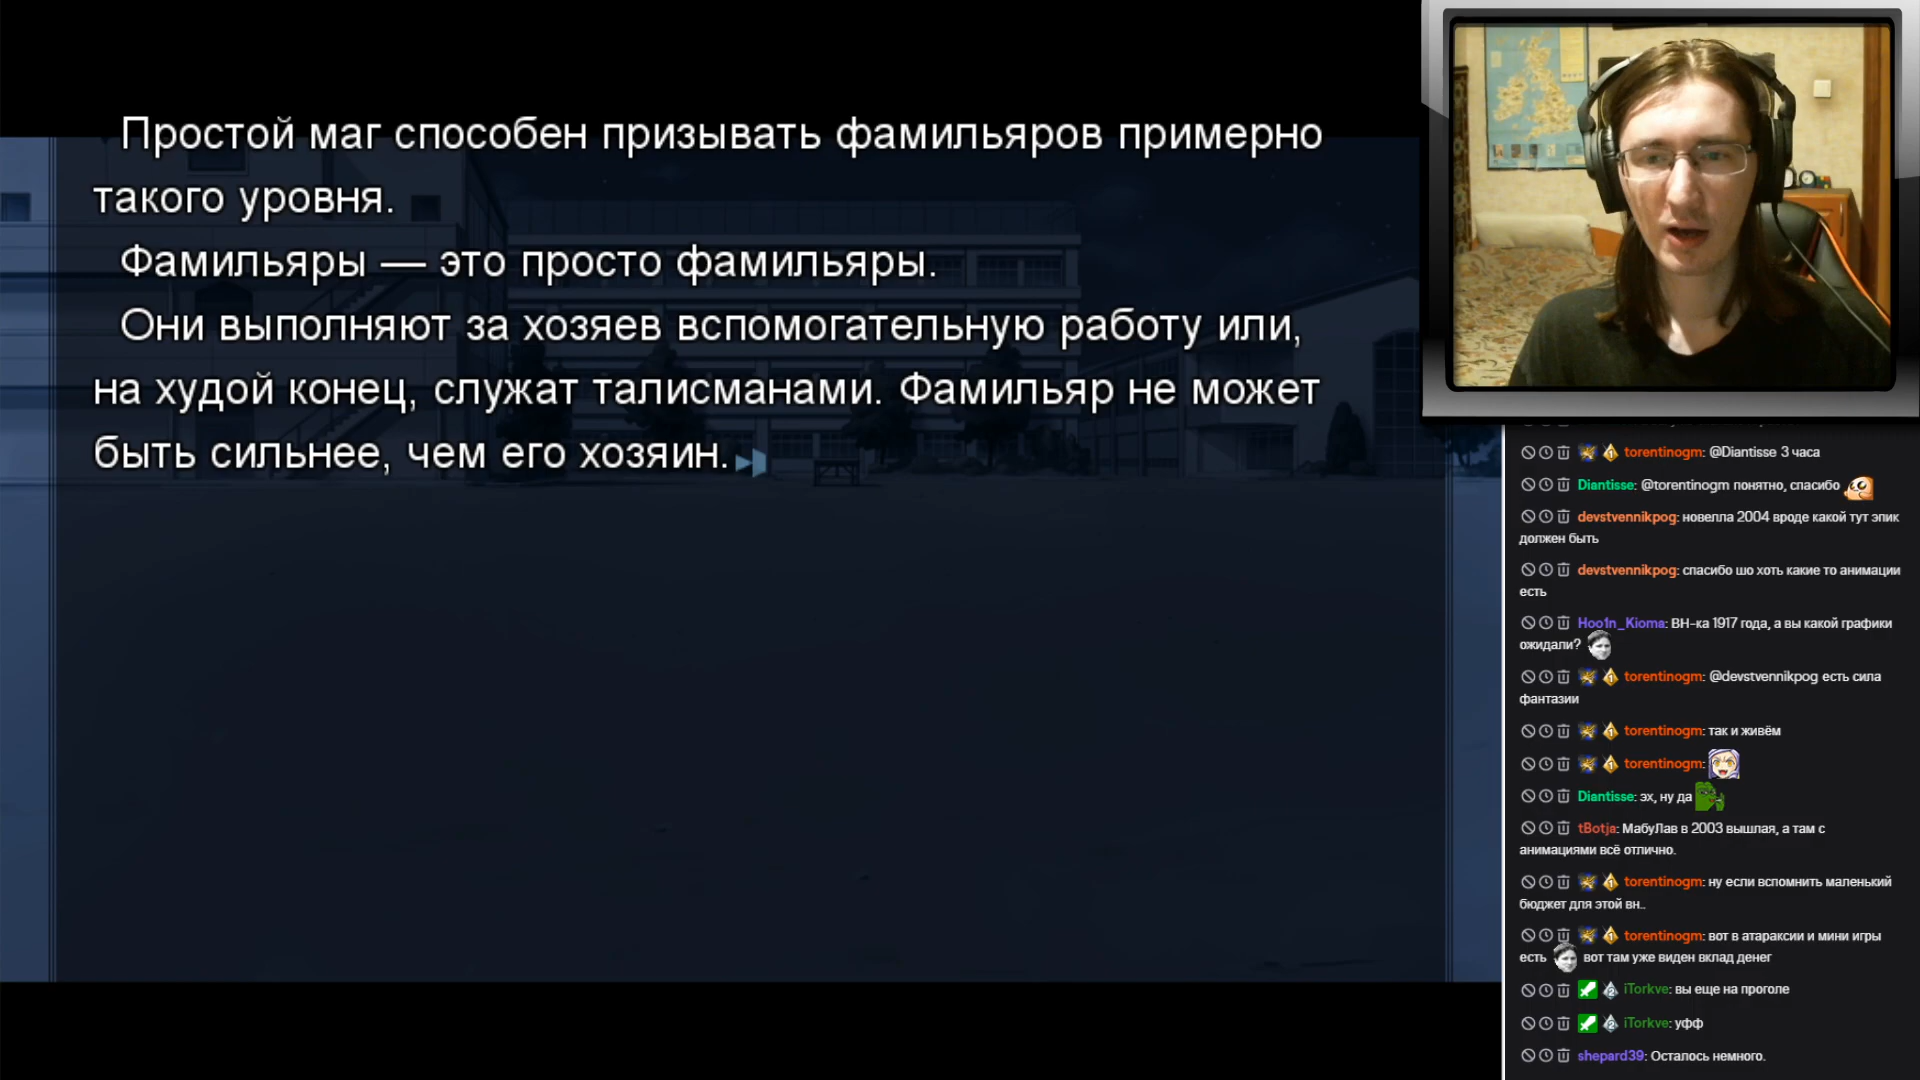 Простой маг способен призывать фамильяров примерно
такого уровня.
Фамильяры — это просто фамильяры.
Они выполняют за хозяев вспомогательную работу или,
на худой конец, служат талисманами. Фамильяр не может
быть сильнее, чем его хозяин.
torentinogm: @Diantisse 3 часа
Diantisse: @torentinogm понятно, спасибо
devstvennikpog: новелла 2004 вроде какой тут эпик
должен быть
devstvennikpog: спасибо шо хоть какие то анимации
есть
Hoo1n_Kioma: ВН-ка 1917 года, а вы какой графики
ожидали?
torentinogm: @devstvennikpog есть сила
фантазии
torentinogm: так и живём
torentinogm:
Diantisse: эх, ну да
tBotja: МабуЛав в 2003 вышлая, а там с
анимациями всё отлично.
torentinogm: ну если вспомнить маленький
бюджет для этой вн..
torentinogm: вот в атараксии и мини игры
есть вот там уже виден вклад денег
iTorkve: вы еще на проголе
iTorkve: уфф
shepard39: Осталось немного.